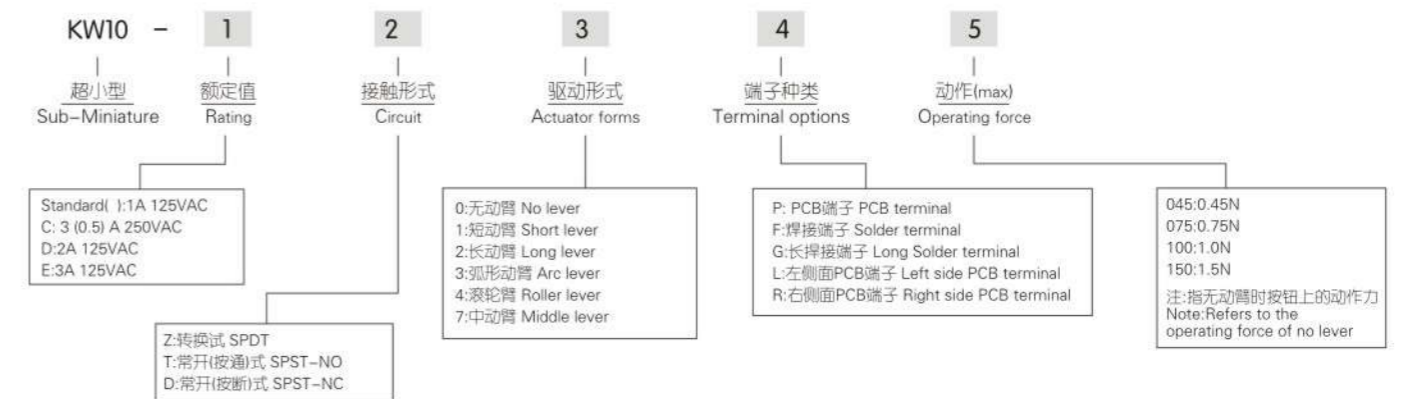 KW10 - 1 2 3 4 5
超小型 额定值 接触形式 驱动形式 端子种类 动作(max)
Sub-Miniature Rating Circuit Actuator forms Terminal options Operating force
Standard( ):1A 125VAC
C: 3 (0.5) A 250VAC
D:2A 125VAC
E:3A 125VAC
Z:转换试 SPDT
T:常开(按通)式 SPST-NO
D:常开(按断)式 SPST-NC
0:无动臂 No lever
1:短动臂 Short lever
2:长动臂 Long lever
3:弧形动臂 Arc lever
4:滚轮臂 Roller lever
7:中动臂 Middle lever
P: PCB端子 PCB terminal
F:焊接端子 Solder terminal
G:长捍接端子 Long Solder terminal
L:左侧面PCB端子 Left side PCB terminal
R:右侧面PCB端子 Right side PCB terminal
045:0.45N
075:0.75N
100:1.0N
150:1.5N
注:指无动臂时按钮上的动作力
Note:Refers to the
operating force of no lever